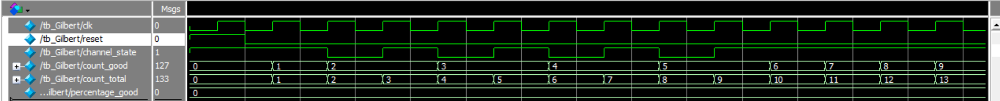 Msgs
/tb_Gilbert/clk 0
/tb_Gilbert/reset 0
/tb_Gilbert/channel_state 1
/tb_Gilbert/count_good 127 0 1 2 3 4 5 6 7 8 9
/tb_Gilbert/count_total 133 0 1 2 3 4 5 6 7 8 9 10 11 12 13
...ilbert/percentage_good 0 0